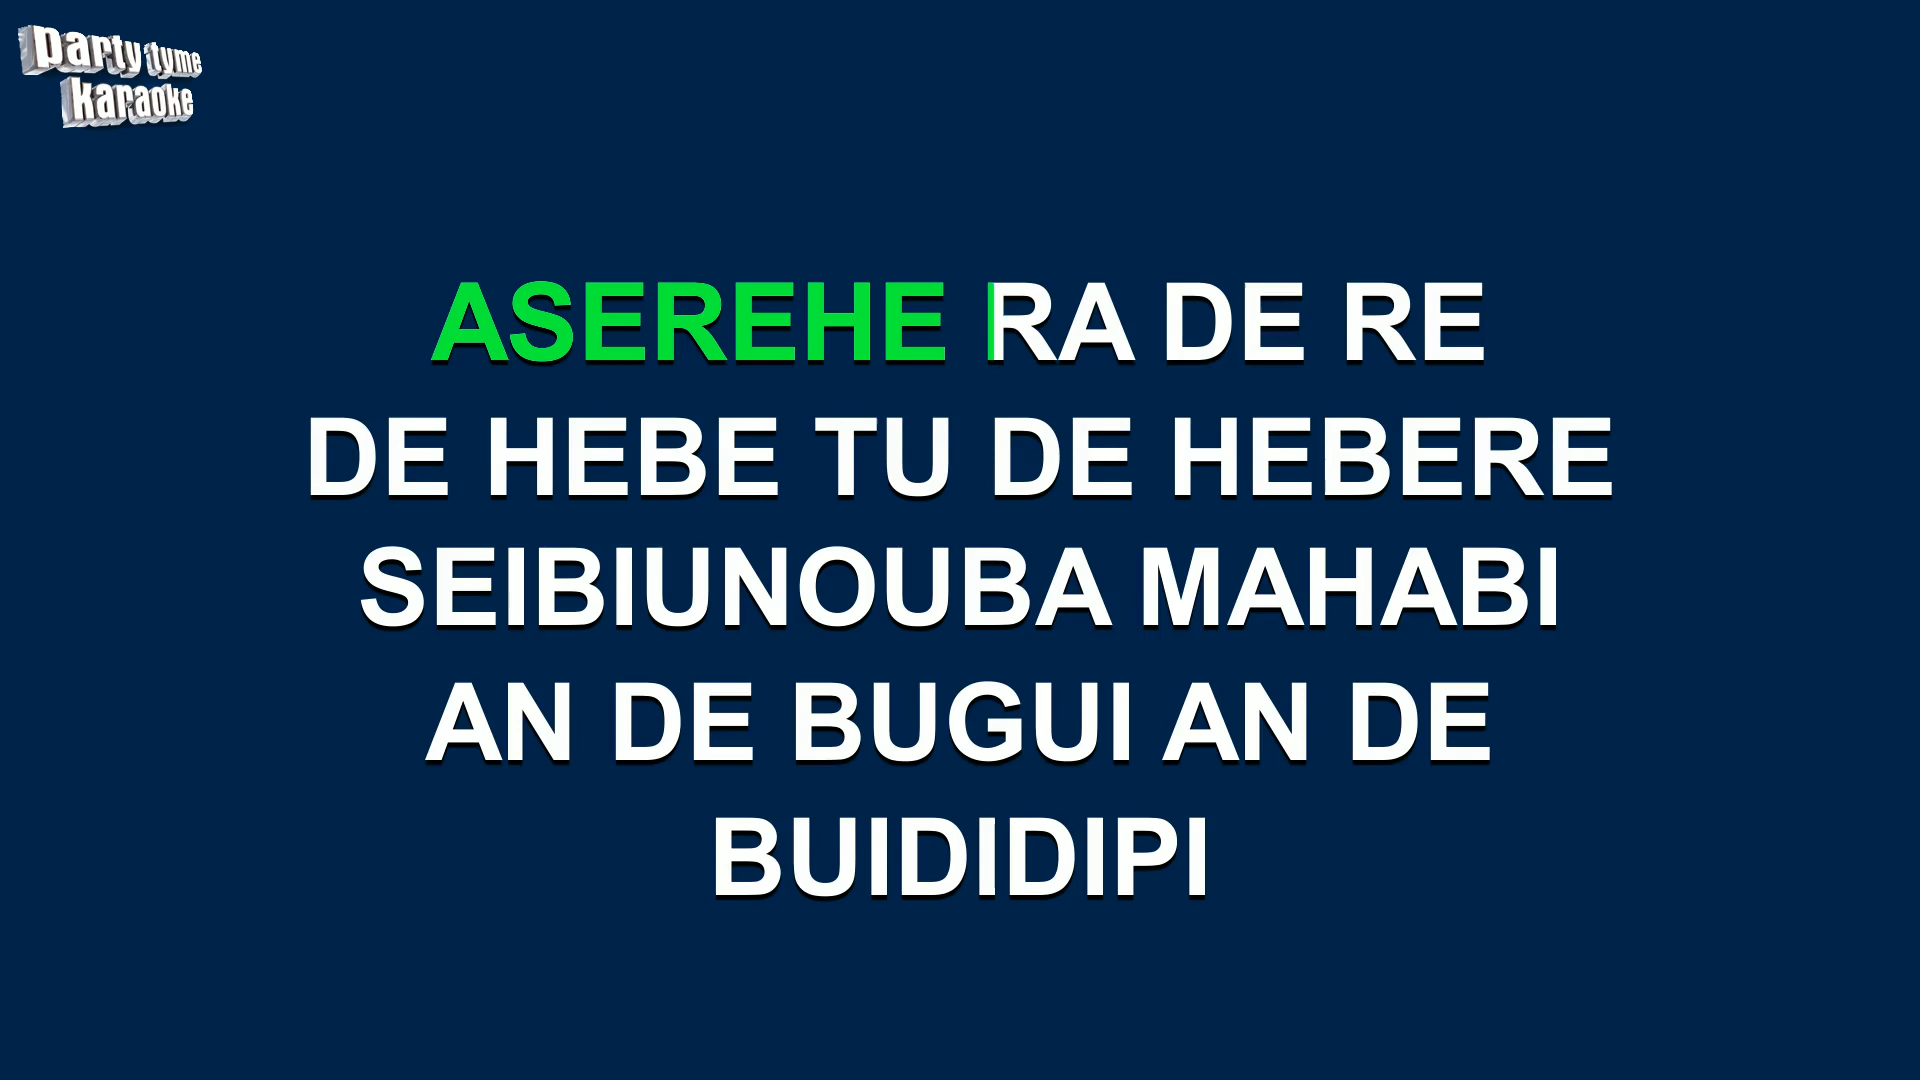 party tyme
karaoke
ASEREHE RA DE RE
DE HEBE TU DE HEBERE
SEIBIUNOUBA MAHABI
AN DE BUGUI AN DE
BUIDIDIPI